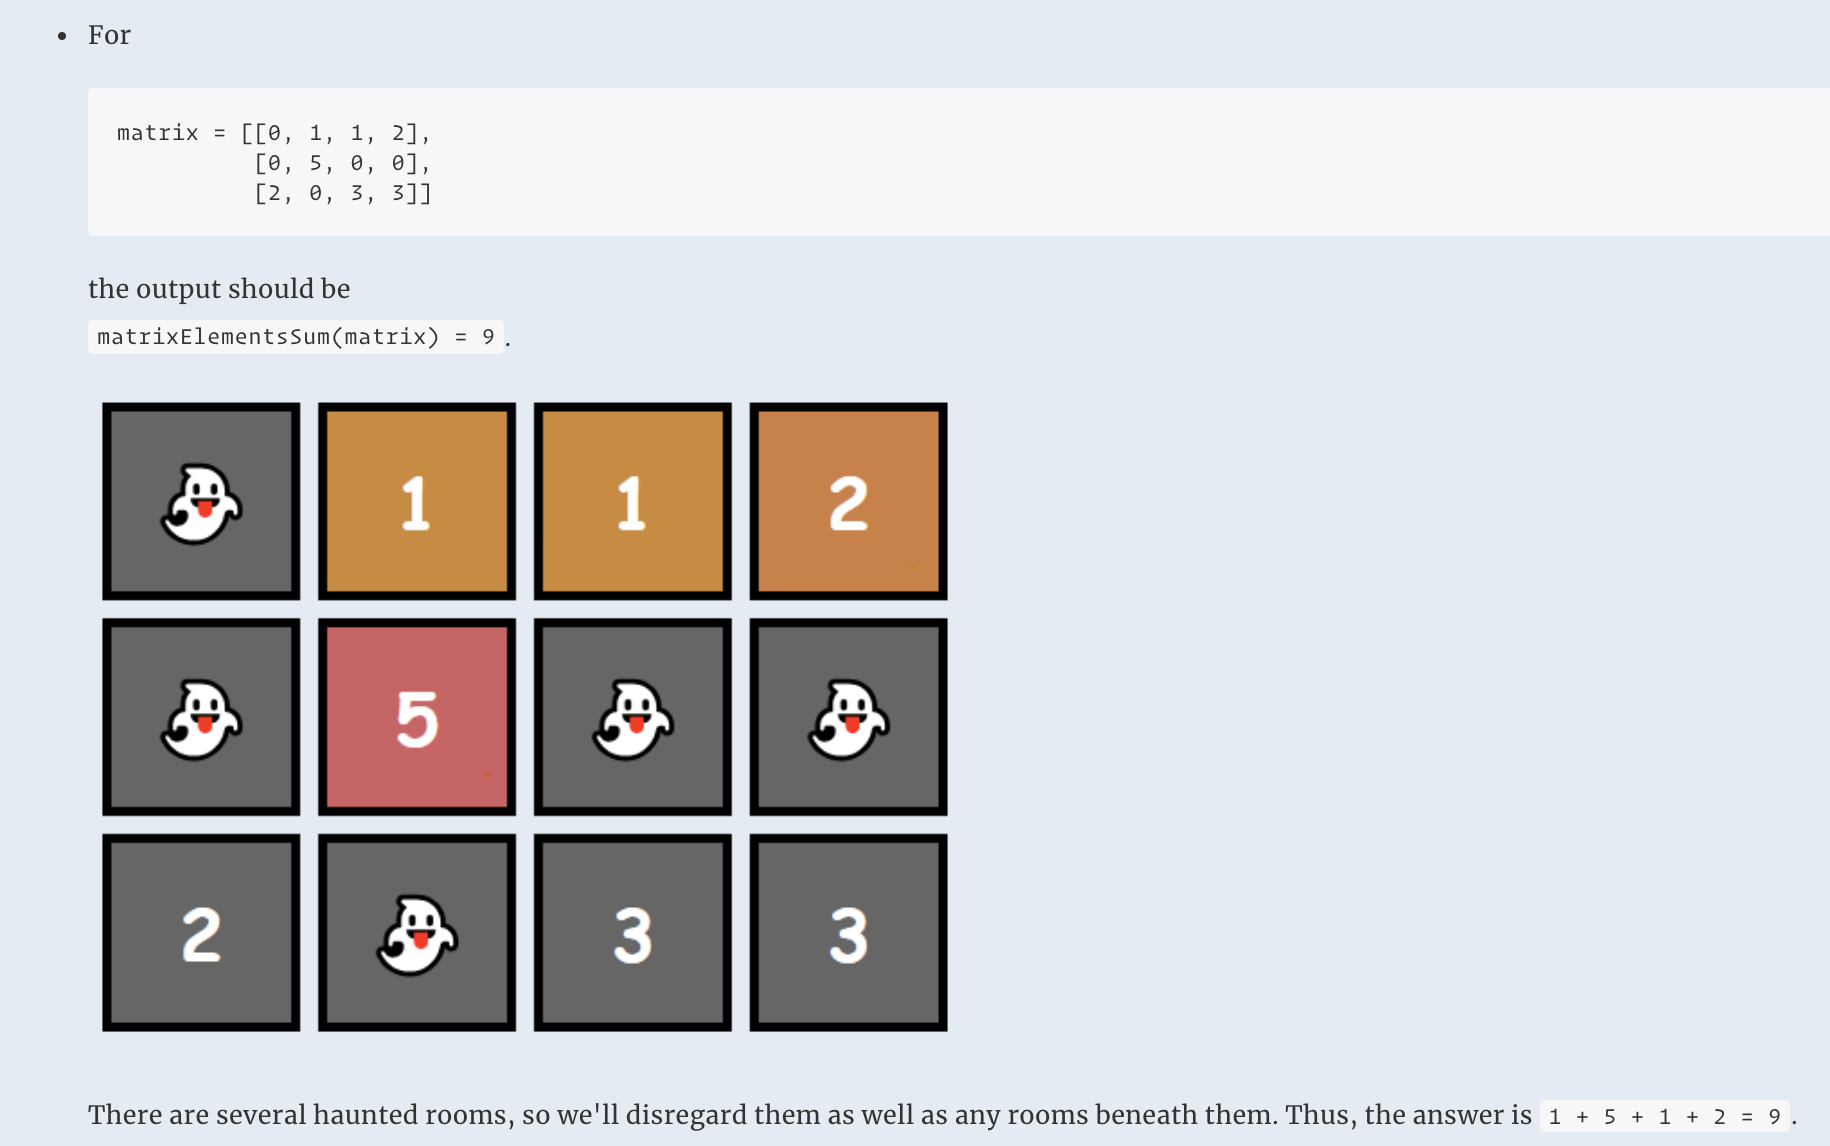 • For
matrix = [[0, 1, 1, 2],
          [0, 5, 0, 0],
          [2, 0, 3, 3]]
the output should be
matrixElementsSum(matrix) = 9.
1 1 2
5
2 3 3
There are several haunted rooms, so we'll disregard them as well as any rooms beneath them. Thus, the answer is 1 + 5 + 1 + 2 = 9.